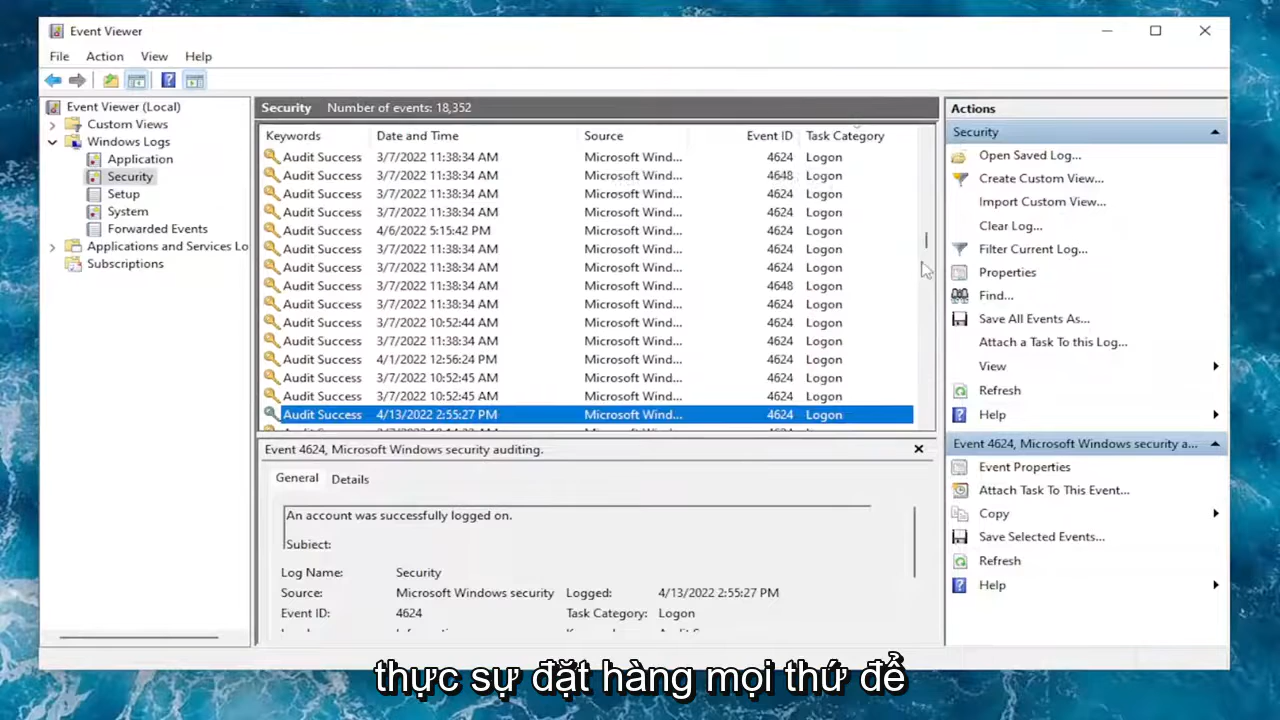 Event Viewer
File Action View Help
Event Viewer (Local)
Custom Views
Windows Logs
Application
Security
Setup
System
Forwarded Events
Applications and Services Lo
Subscriptions
Security Number of events: 18,352
Keywords Date and Time Source Event ID Task Category
Audit Success 3/7/2022 11:38:34 AM Microsoft Wind... 4624 Logon
Audit Success 3/7/2022 11:38:34 AM Microsoft Wind... 4648 Logon
Audit Success 3/7/2022 11:38:34 AM Microsoft Wind... 4624 Logon
Audit Success 3/7/2022 11:38:34 AM Microsoft Wind... 4624 Logon
Audit Success 4/6/2022 5:15:42 PM Microsoft Wind... 4624 Logon
Audit Success 3/7/2022 11:38:34 AM Microsoft Wind... 4624 Logon
Audit Success 3/7/2022 11:38:34 AM Microsoft Wind... 4624 Logon
Audit Success 3/7/2022 11:38:34 AM Microsoft Wind... 4648 Logon
Audit Success 3/7/2022 11:38:34 AM Microsoft Wind... 4624 Logon
Audit Success 3/7/2022 10:52:44 AM Microsoft Wind... 4624 Logon
Audit Success 3/7/2022 11:38:34 AM Microsoft Wind... 4624 Logon
Audit Success 4/1/2022 12:56:24 PM Microsoft Wind... 4624 Logon
Audit Success 3/7/2022 10:52:45 AM Microsoft Wind... 4624 Logon
Audit Success 3/7/2022 10:52:45 AM Microsoft Wind... 4624 Logon
Audit Success 4/13/2022 2:55:27 PM Microsoft Wind... 4624 Logon
Event 4624, Microsoft Windows security auditing.
General Details
An account was successfully logged on.
Subject:
Log Name: Security
Source: Microsoft Windows security Logged: 4/13/2022 2:55:27 PM
Event ID: 4624 Task Category: Logon
Actions
Security
Open Saved Log...
Create Custom View...
Import Custom View...
Clear Log...
Filter Current Log...
Properties
Find...
Save All Events As...
Attach a Task To this Log...
View
Refresh
Help
Event 4624, Microsoft Windows security a...
Event Properties
Attach Task To This Event...
Copy
Save Selected Events...
Refresh
Help
thực sự đặt hàng mọi thứ để